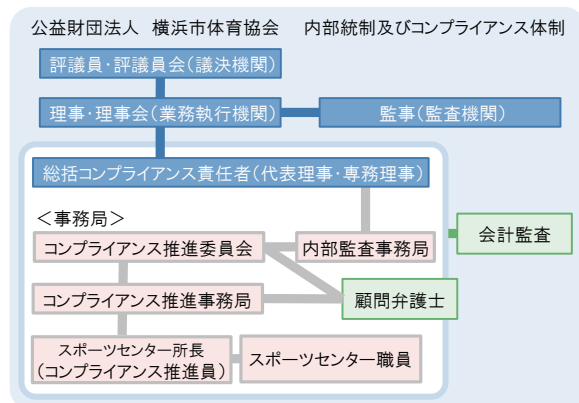 公益財団法人 横浜市体育協会 内部統制及びコンプライアンス体制
評議員・評議員会(議決機関)
理事・理事会(業務執行機関)
監事(監査機関)
総括コンプライアンス責任者(代表理事・専務理事)
＜事務局＞
コンプライアンス推進委員会
内部監査事務局
会計監査
コンプライアンス推進事務局
顧問弁護士
スポーツセンター所長
(コンプライアンス推進員)
スポーツセンター職員